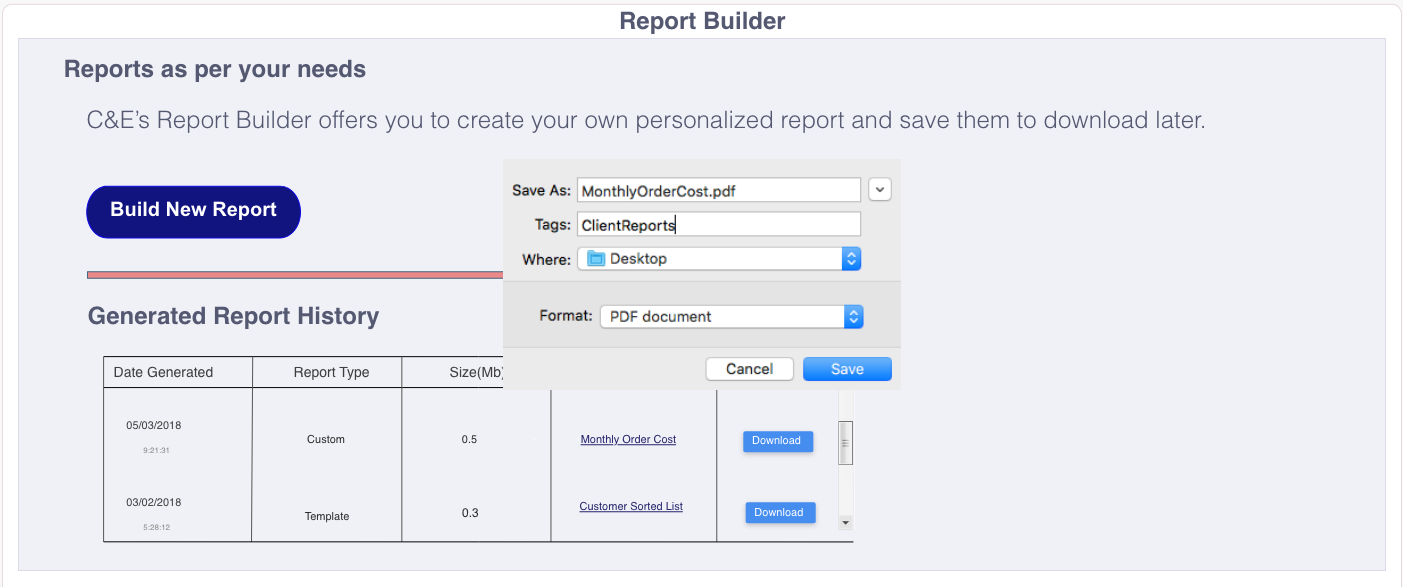 Report Builder
Reports as per your needs
C&E's Report Builder offers you to create your own personalized report and save them to download later.
Build New Report
Save As: MonthlyOrderCost.pdf
Tags: ClientReports
Where: Desktop
Format: PDF document
Cancel Save
Generated Report History
Date Generated Report Type Size(Mb)
05/03/2018
9:21:31
Custom 0.5 Monthly Order Cost Download
03/02/2018
5:28:12
Template 0.3 Customer Sorted List Download